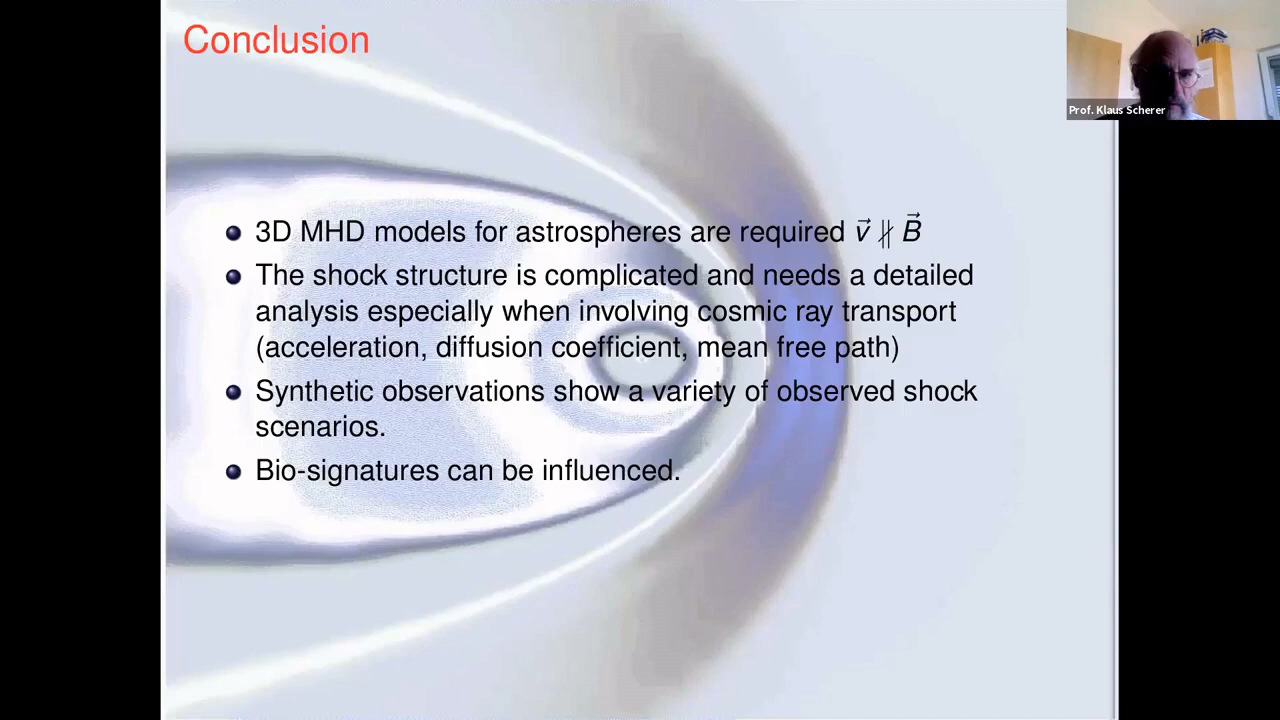 Conclusion
Prof. Klaus Scherer
3D MHD models for astrospheres are required v⃗ ∦ B⃗
The shock structure is complicated and needs a detailed
analysis especially when involving cosmic ray transport
(acceleration, diffusion coefficient, mean free path)
Synthetic observations show a variety of observed shock
scenarios.
Bio-signatures can be influenced.